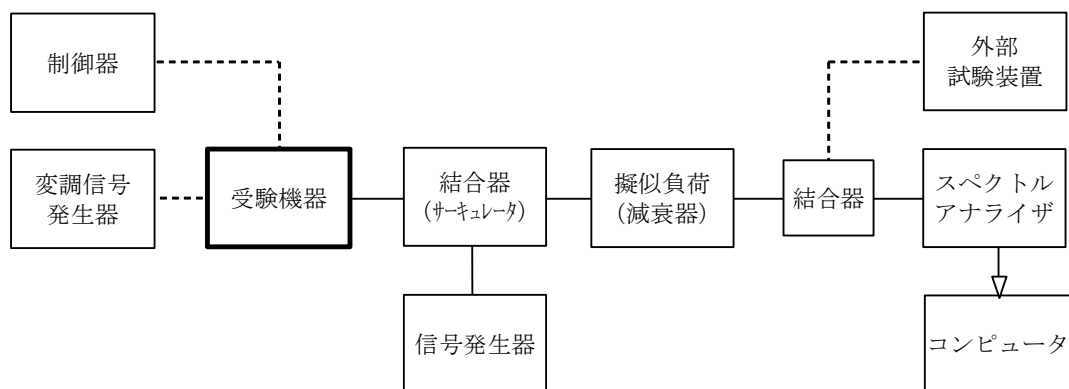 制御器
外部
試験装置
変調信号
発生器
受験機器
結合器
(サーキュレータ)
擬似負荷
(減衰器)
結合器
スペクトル
アナライザ
信号発生器
コンピュータ